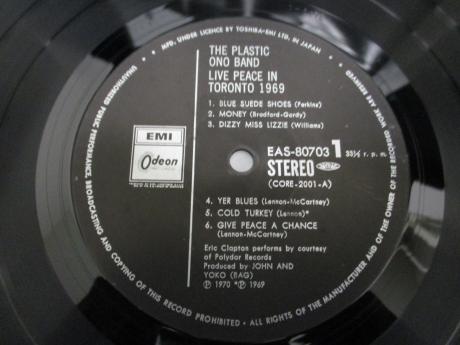 MFD. UNDER LICENCE BY TOSHIBA-EMI LTD. IN JAPAN
UNAUTHORIZED PUBLIC PERFORMANCE, BROADCASTING AND COPYING OF THIS RECORD PROHIBITED • ALL RIGHTS OF THE MANUFACTURER AND OF THE OWNER OF THE RECORDED WORK ARE RESERVED
THE PLASTIC
ONO BAND
LIVE PEACE IN
TORONTO 1969
1. BLUE SUEDE SHOES (Perkins)
2. MONEY (Bradford-Gordy)
3. DIZZY MISS LIZZIE (Williams)
EMI
Odeon
EAS-80703 1 33⅓ r. p. m.
STEREO
(CORE-2001-A)
4. YER BLUES (Lennon-McCartney)
5. COLD TURKEY (Lennon)*
6. GIVE PEACE A CHANCE
(Lennon-McCartney)
Eric Clapton performs by courtesy
of Polydor Records
Produced by JOHN AND
YOKO (BAG)
℗ 1970 *℗ 1969